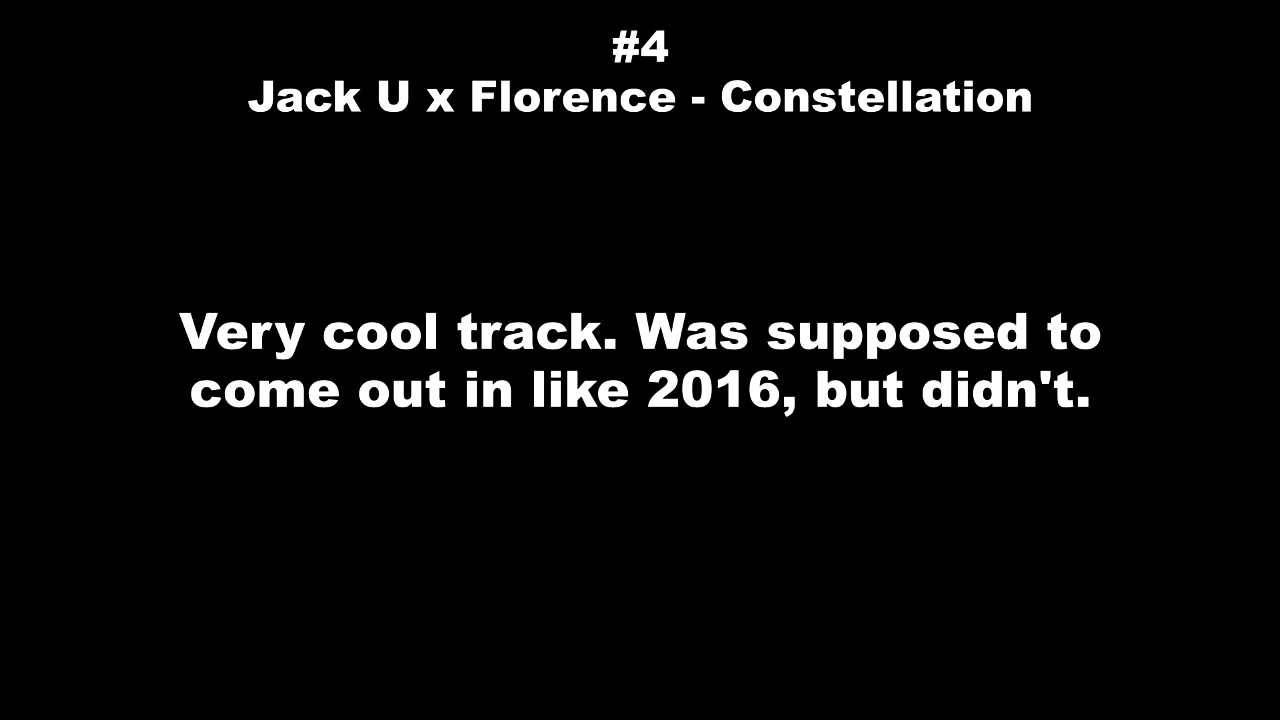 #4
Jack U x Florence - Constellation
Very cool track. Was supposed to
come out in like 2016, but didn't.